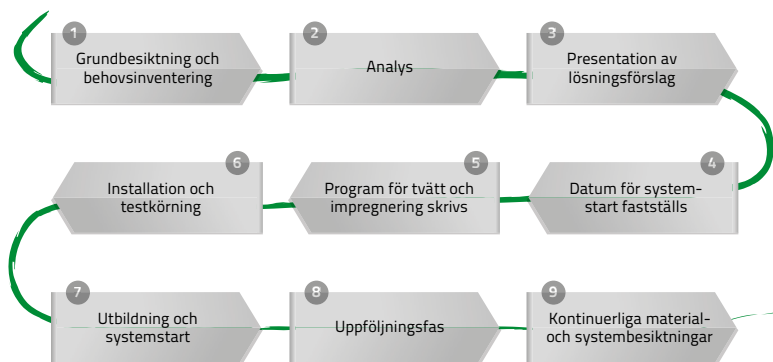 1
Grundbesiktning och
behovsinventering
2
Analys
3
Presentation av
lösningsförslag
4
Datum för system-
start fastställs
5
Program för tvätt och
impregnering skrivs
6
Installation och
testkörning
7
Utbildning och
systemstart
8
Uppföljningsfas
9
Kontinuerliga material-
och systembesiktningar